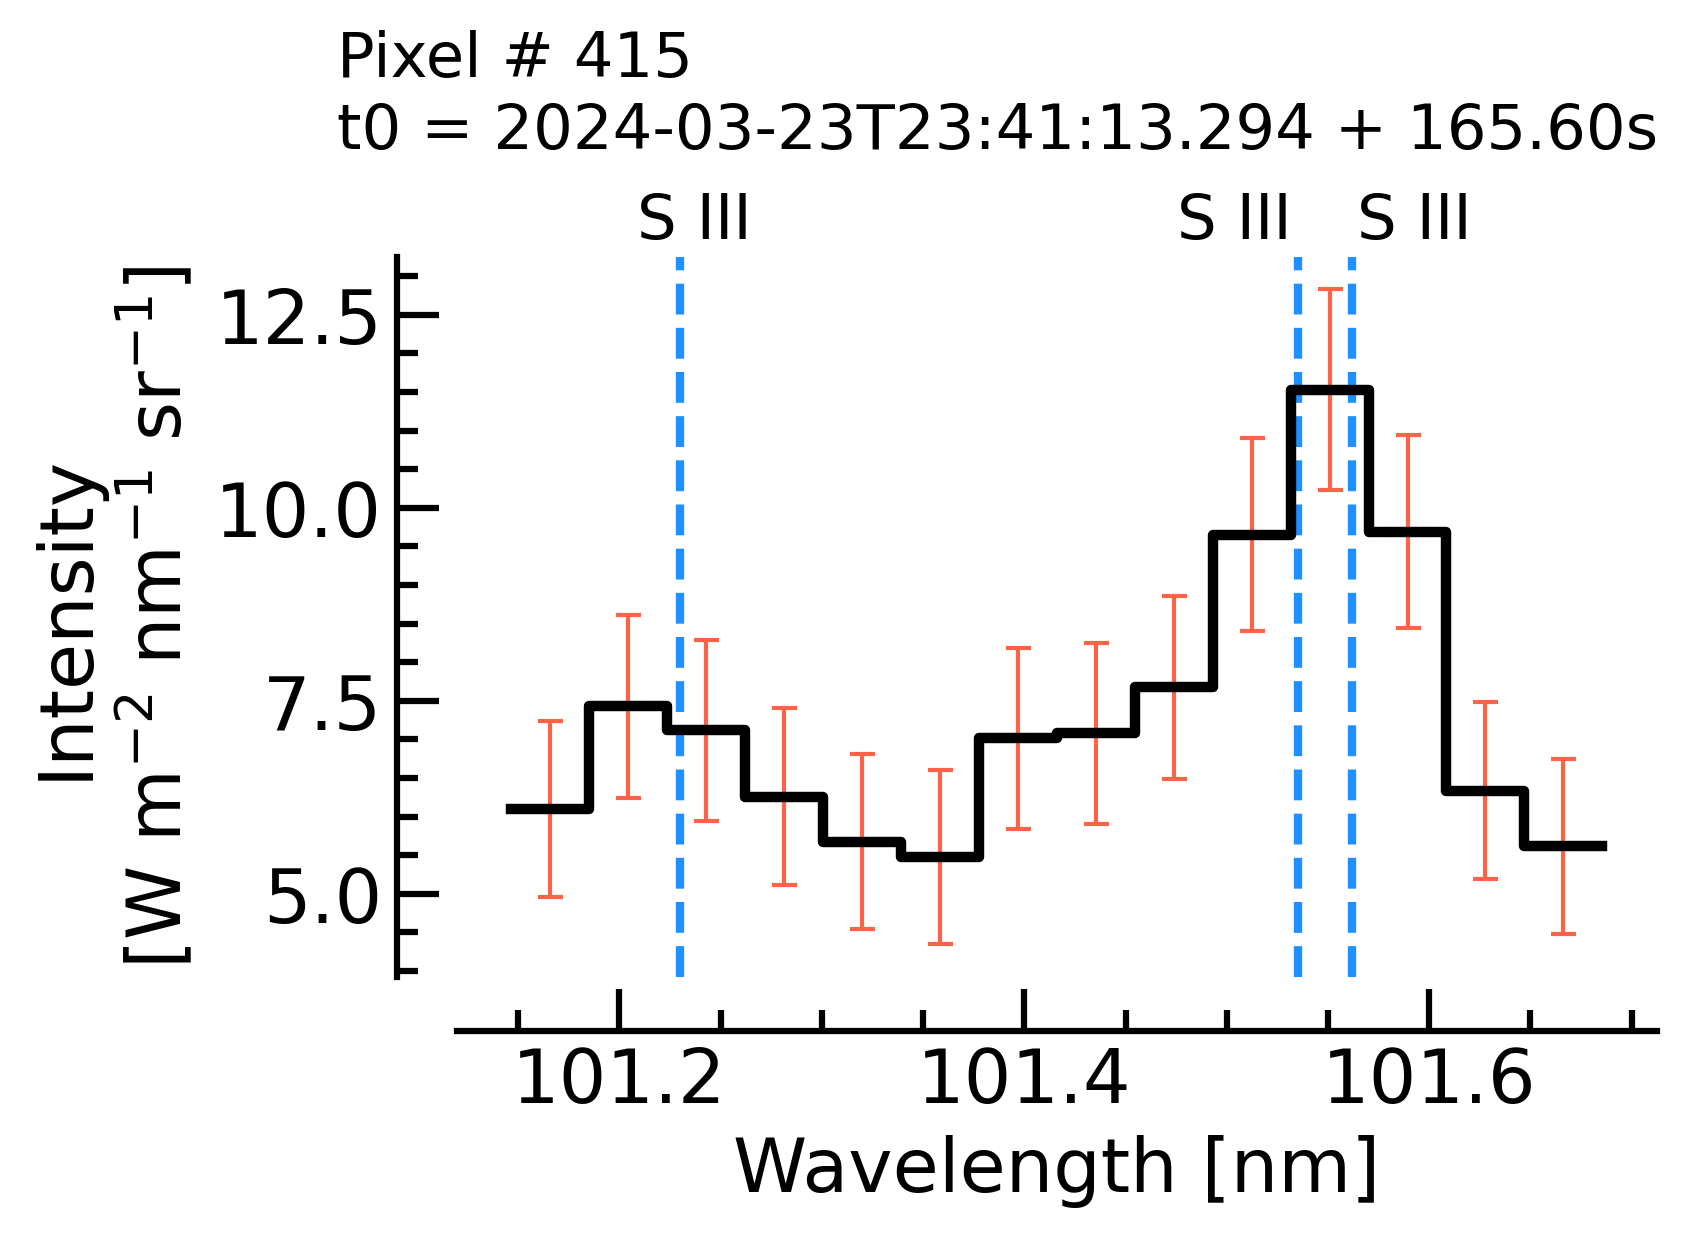 Pixel # 415
t0 = 2024-03-23T23:41:13.294 + 165.60s
S III S III S III
Intensity
[W m⁻² nm⁻¹ sr⁻¹]
12.5
10.0
7.5
5.0
101.2 101.4 101.6
Wavelength [nm]